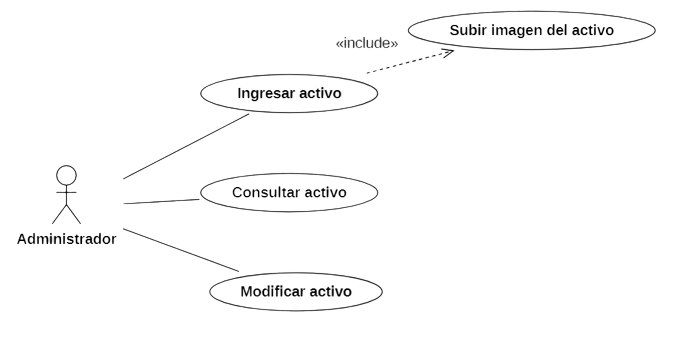 Subir imagen del activo
«include»
Ingresar activo
Consultar activo
Administrador
Modificar activo